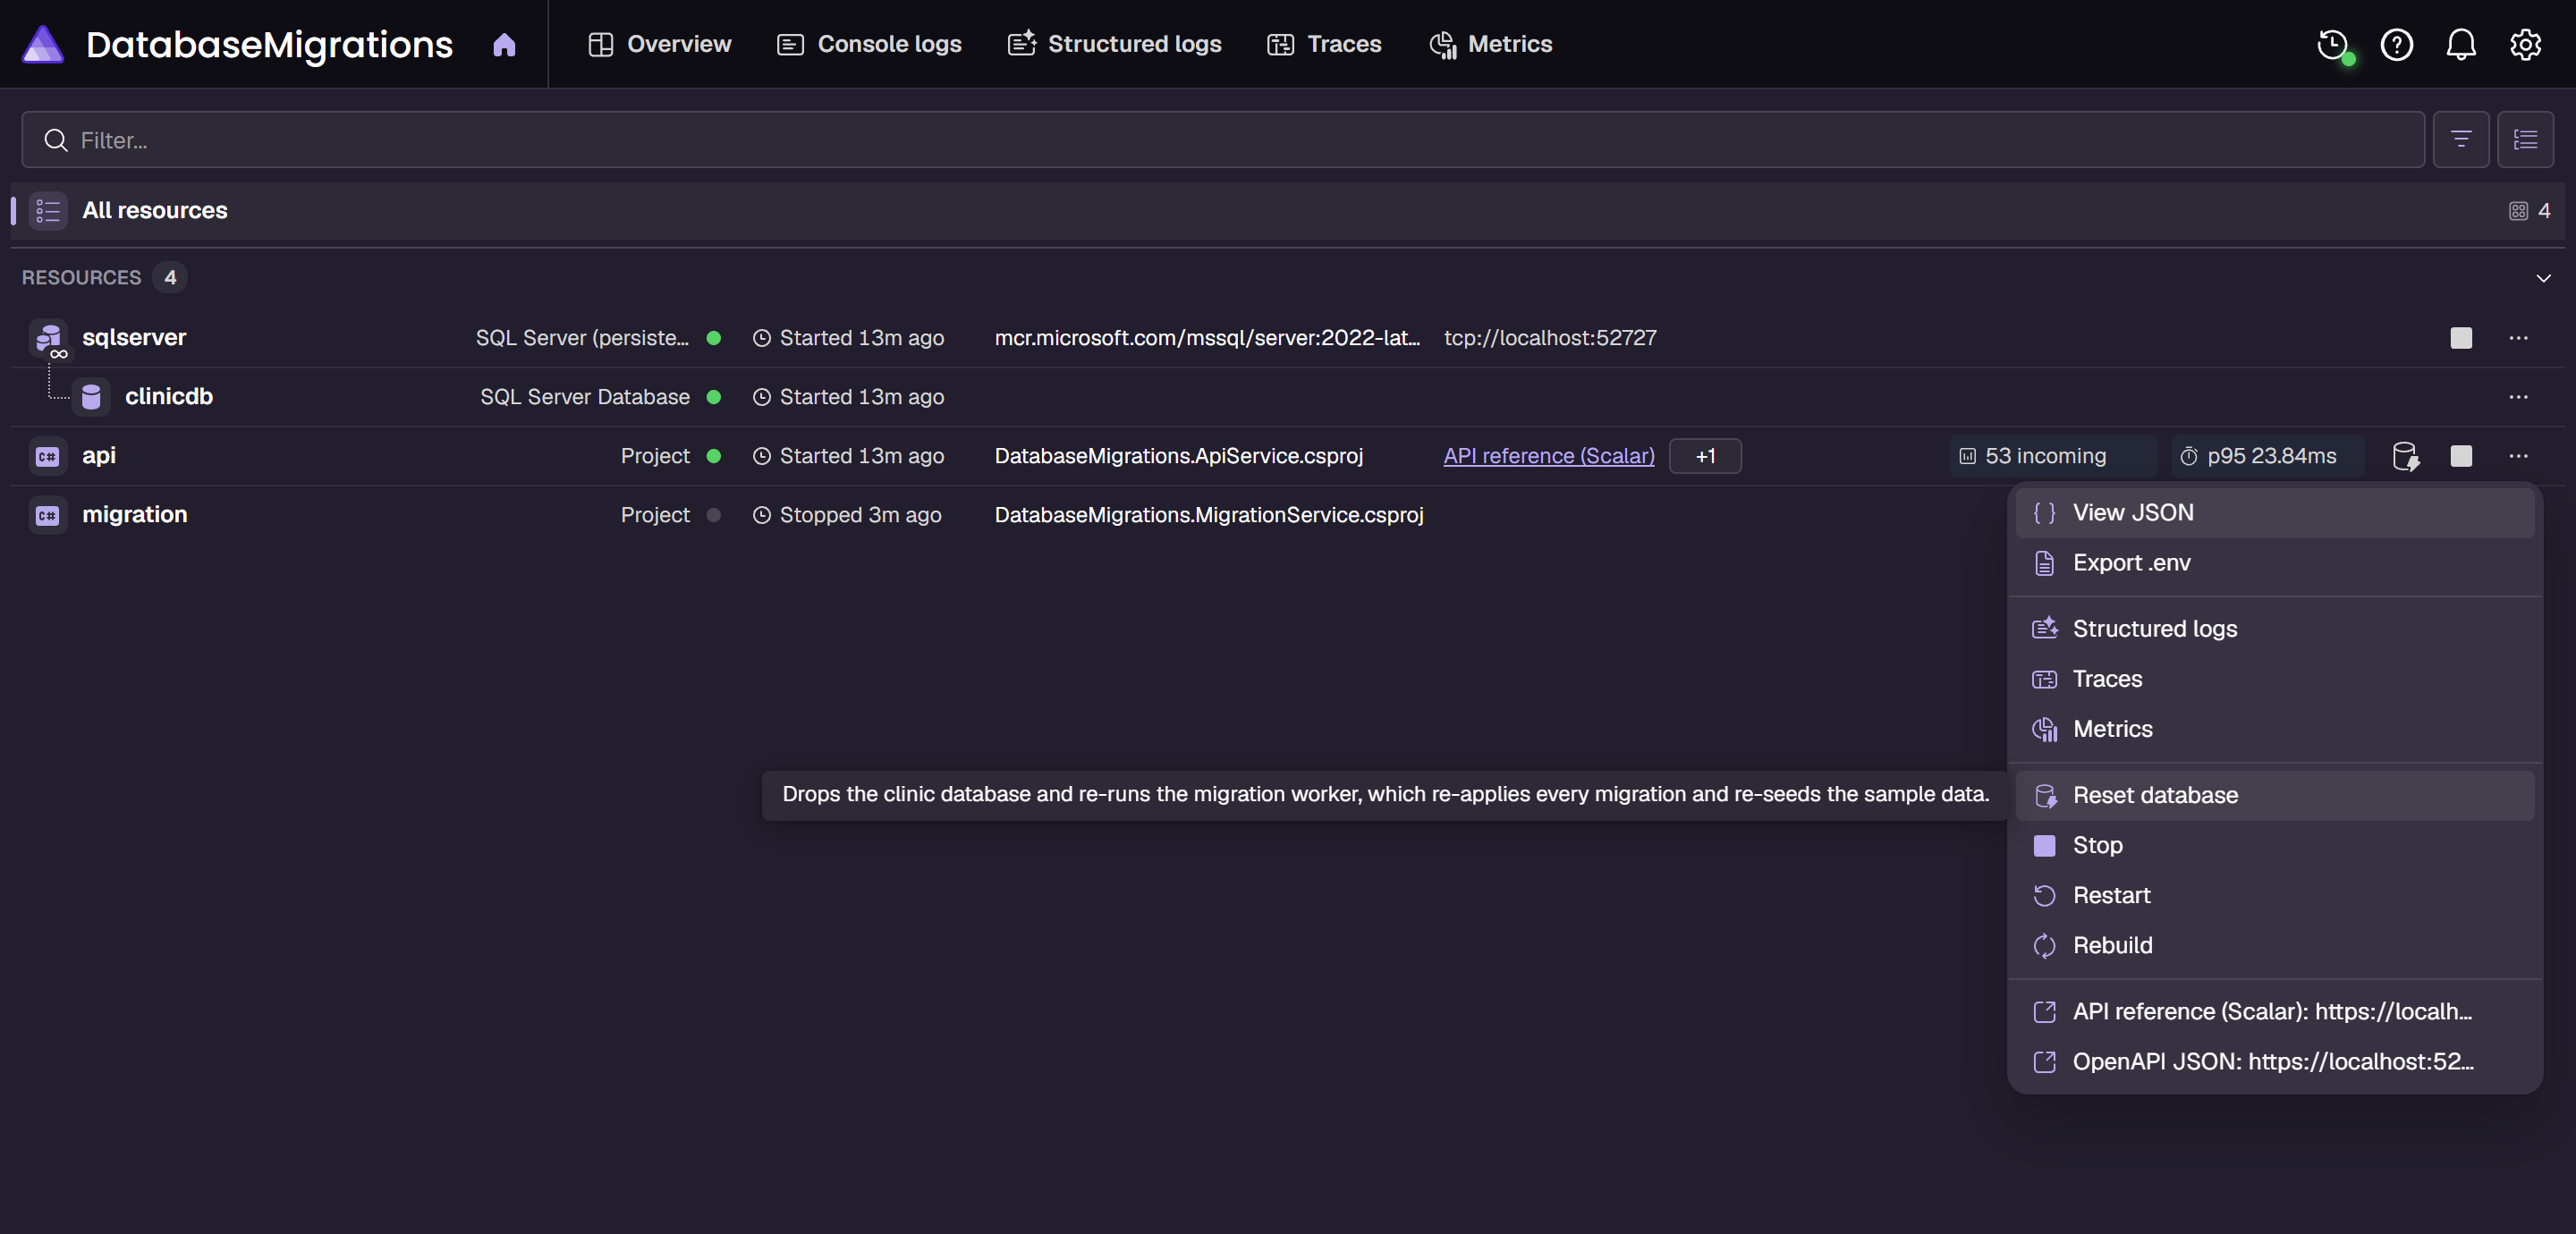 DatabaseMigrations
Overview
Console logs
Structured logs
Traces
Metrics
Filter...
All resources
4
RESOURCES 4
sqlserver SQL Server (persiste... Started 13m ago mcr.microsoft.com/mssql/server:2022-lat... tcp://localhost:52727
clinicdb SQL Server Database Started 13m ago
C# api Project Started 13m ago DatabaseMigrations.ApiService.csproj API reference (Scalar) +1 53 incoming p95 23.84ms
C# migration Project Stopped 3m ago DatabaseMigrations.MigrationService.csproj
View JSON
Export .env
Structured logs
Traces
Metrics
Drops the clinic database and re-runs the migration worker, which re-applies every migration and re-seeds the sample data.
Reset database
Stop
Restart
Rebuild
API reference (Scalar): https://localh...
OpenAPI JSON: https://localhost:52...